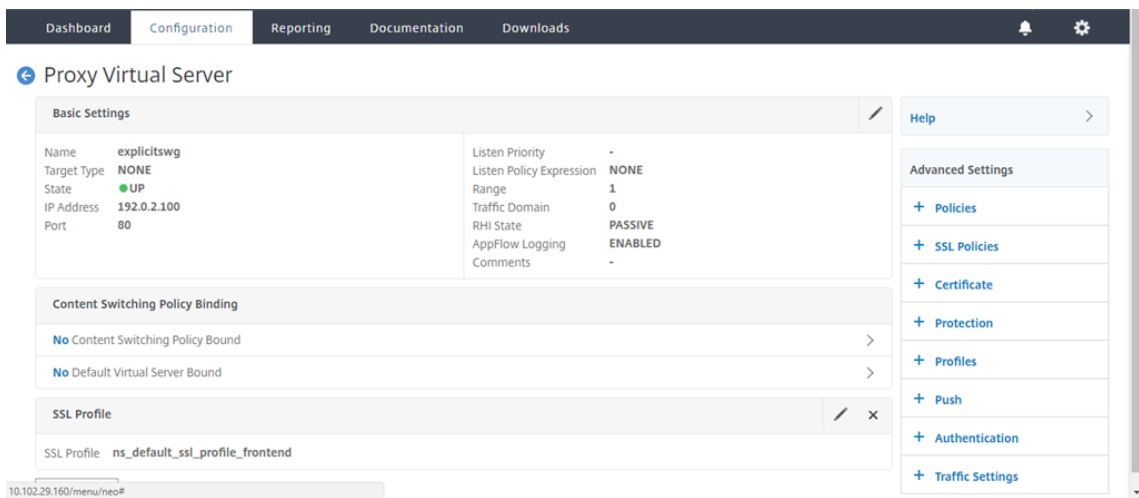 Dashboard Configuration Reporting Documentation Downloads
Proxy Virtual Server
Basic Settings
Name explicitswg
Target Type NONE
State UP
IP Address 192.0.2.100
Port 80
Listen Priority -
Listen Policy Expression NONE
Range 1
Traffic Domain 0
RHI State PASSIVE
AppFlow Logging ENABLED
Comments -
Content Switching Policy Binding
No Content Switching Policy Bound
No Default Virtual Server Bound
SSL Profile
SSL Profile ns_default_ssl_profile_frontend
Help
Advanced Settings
+ Policies
+ SSL Policies
+ Certificate
+ Protection
+ Profiles
+ Push
+ Authentication
+ Traffic Settings
10.102.29.160/menu/neo#